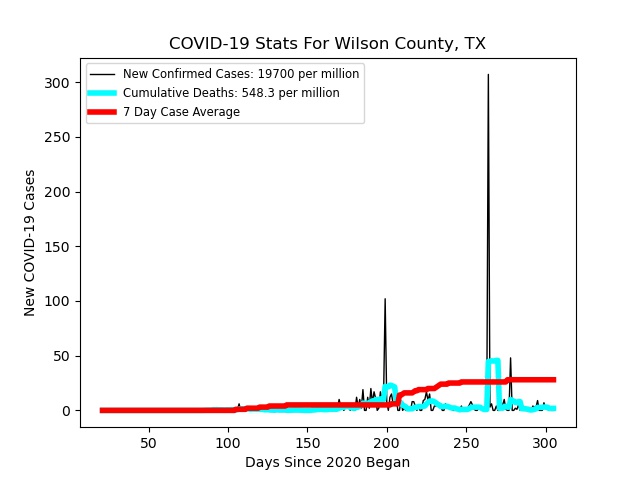 COVID-19 Stats For Wilson County, TX
New Confirmed Cases: 19700 per million
Cumulative Deaths: 548.3 per million
7 Day Case Average
300
250
200
150
100
50
0
New COVID-19 Cases
50 100 150 200 250 300
Days Since 2020 Began